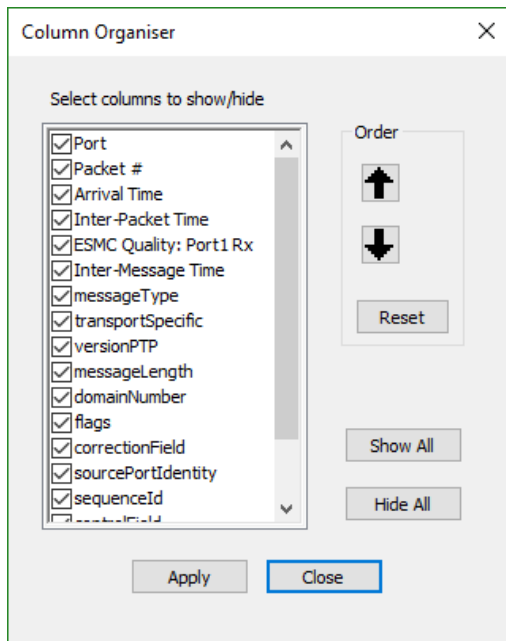 Column Organiser
Select columns to show/hide
Port
Packet #
Arrival Time
Inter-Packet Time
ESMC Quality: Port1 Rx
Inter-Message Time
messageType
transportSpecific
versionPTP
messageLength
domainNumber
flags
correctionField
sourcePortIdentity
sequenceId
Order
Reset
Show All
Hide All
Apply
Close